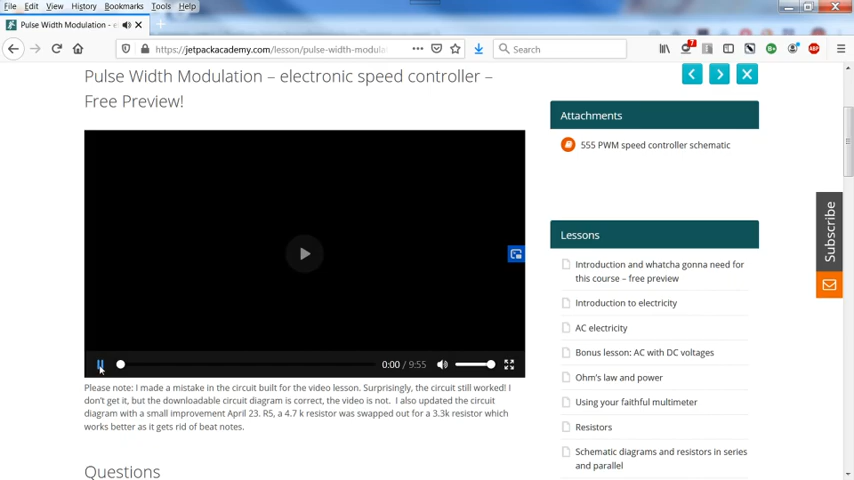 File Edit View History Bookmarks Tools Help
Pulse Width Modulation - e
https://jetpackacademy.com/lesson/pulse-width-modulo
Search
7
ABP
Pulse Width Modulation – electronic speed controller –
Free Preview!
Attachments
555 PWM speed controller schematic
Subscribe
Lessons
Introduction and whatcha gonna need for
this course – free preview
Introduction to electricity
AC electricity
Bonus lesson: AC with DC voltages
Ohm's law and power
Using your faithful multimeter
Resistors
Schematic diagrams and resistors in series
and parallel
0:00 / 9:55
Please note: I made a mistake in the circuit built for the video lesson. Surprisingly, the circuit still worked! I
don't get it, but the downloadable circuit diagram is correct, the video is not. I also updated the circuit
diagram with a small improvement April 23. R5, a 4.7 k resistor was swapped out for a 3.3k resistor which
works better as it gets rid of beat notes.
Questions